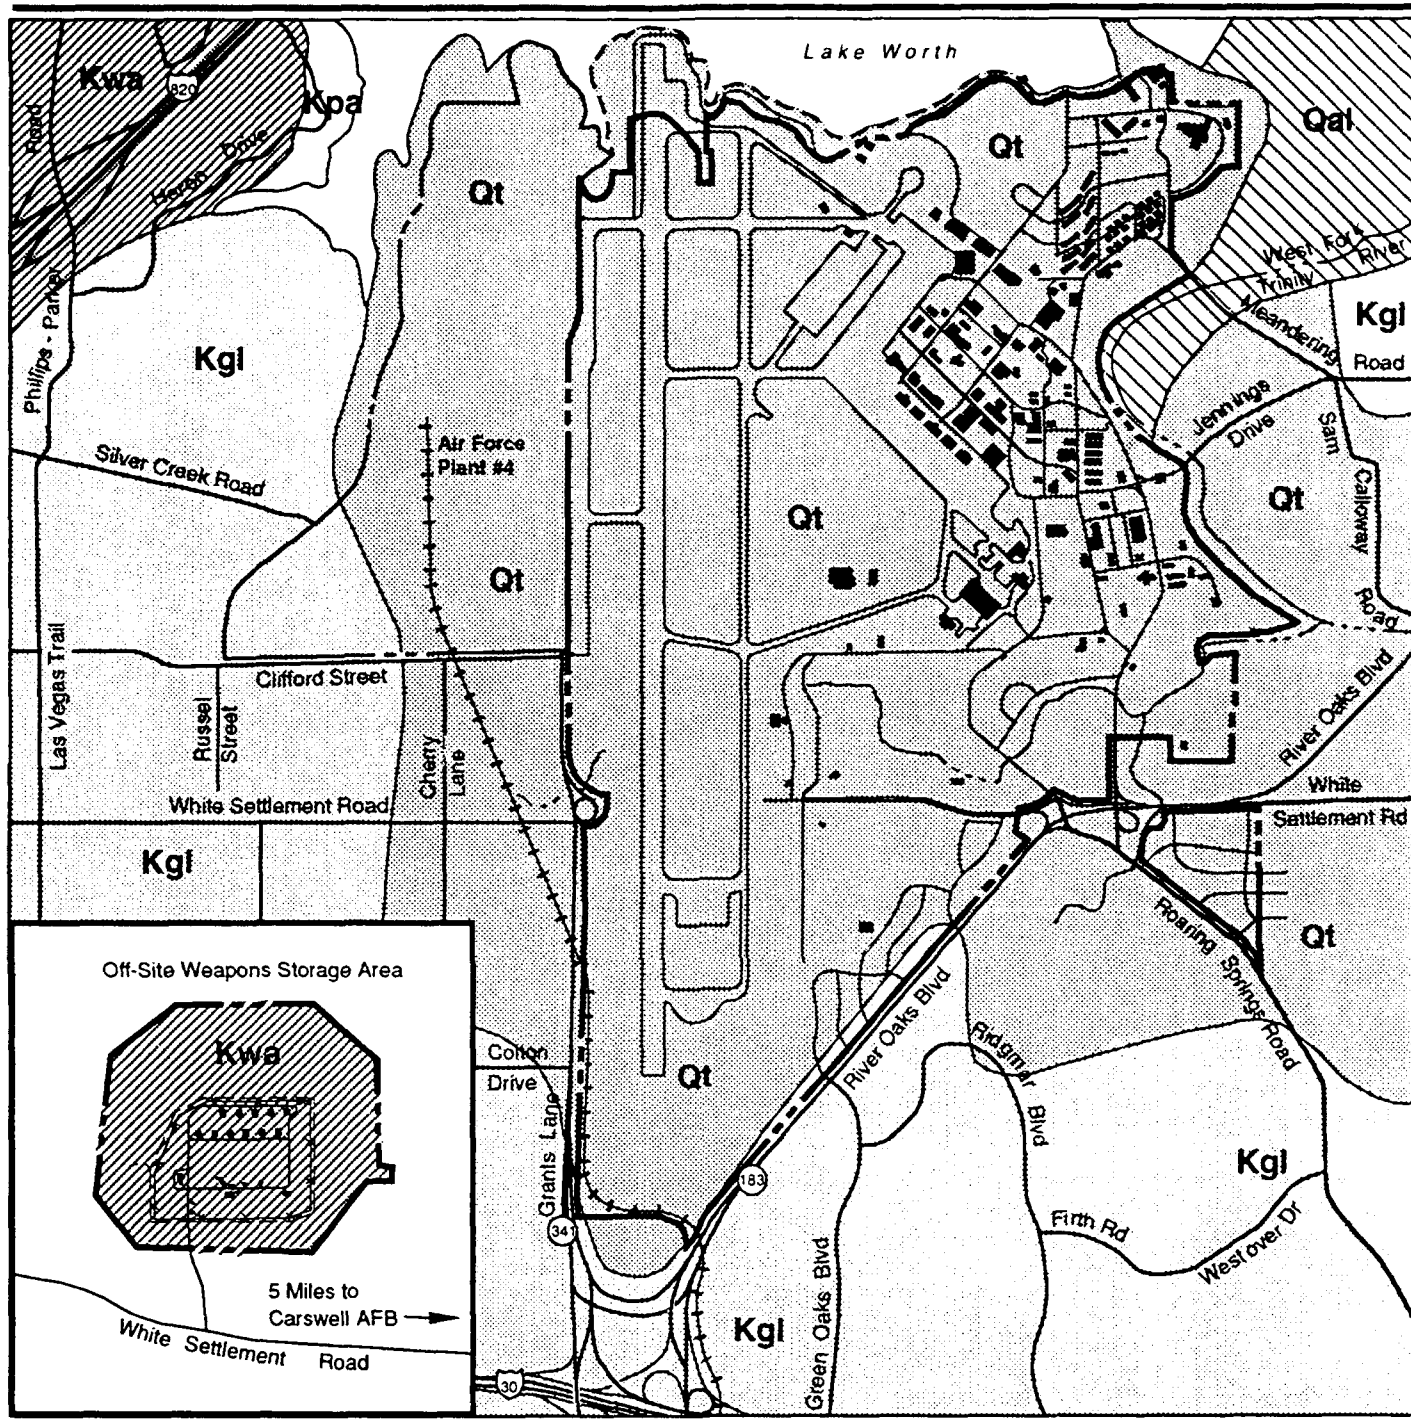 Lake Worth
Kwa
820
Kpa
Road
Heron Drive
Qt
Qt
Qal
West Fork
Trinity River
Meandering
Road
Kgl
Kgl
Phillips - Parker
Jennings
Drive
Sam
Calloway
Road
Air Force
Plant #4
Silver Creek Road
Qt
Qt
Qt
Las Vegas Trail
Clifford Street
Russel
Street
Cherry
Lane
River Oaks Blvd
White
Settlement Rd
White Settlement Road
Kgl
Roaring Springs Road
Qt
Off-Site Weapons Storage Area
Kwa
5 Miles to
Carswell AFB
White Settlement Road
Colton
Drive
Grants Lane
Qt
River Oaks Blvd
Ridgmar Blvd
Kgl
183
341
Firth Rd
Westover Dr
Green Oaks Blvd
Kgl
30